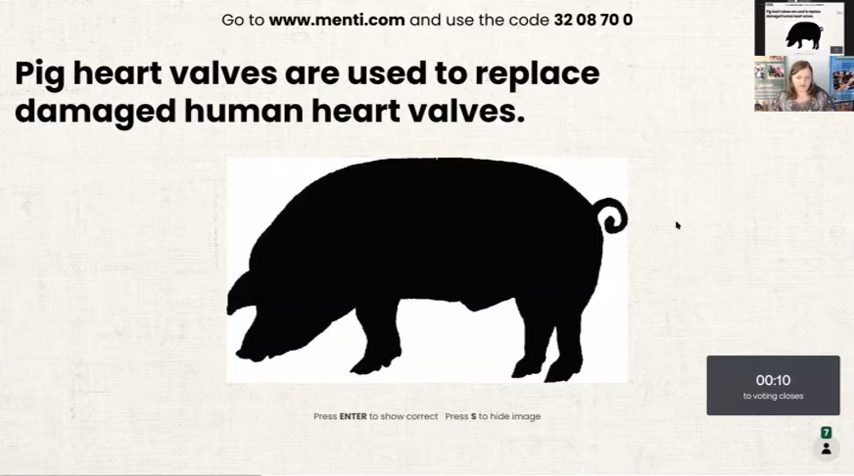 Go to www.menti.com and use the code 32 08 70 0
Pig heart valves are used to replace
damaged human heart valves.
00:10
to voting closes
Press ENTER to show correct Press S to hide image
7